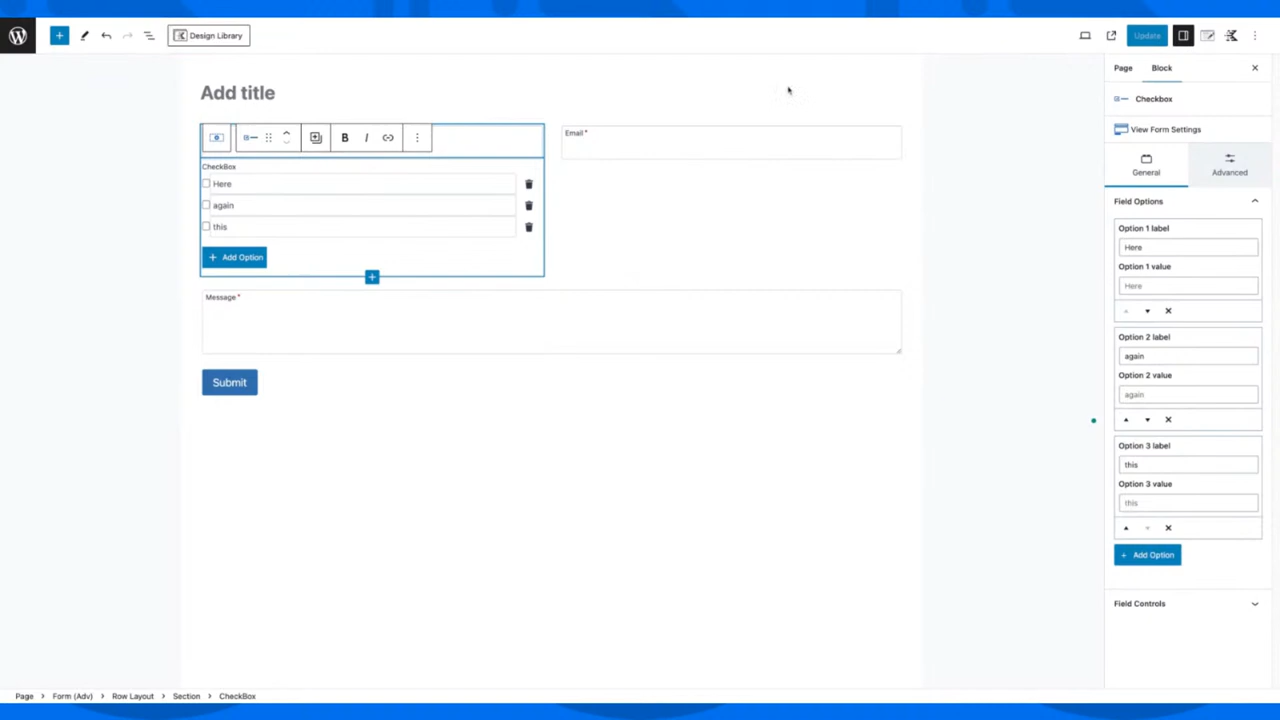 Design Library
Update
Add title
B I
CheckBox
Here
again
this
+ Add Option
Email *
Message *
Submit
Page Block
Checkbox
View Form Settings
General Advanced
Field Options
Option 1 label
Here
Option 1 value
Here
Option 2 label
again
Option 2 value
again
Option 3 label
this
Option 3 value
this
+ Add Option
Field Controls
Page > Form (Adv) > Row Layout > Section > CheckBox